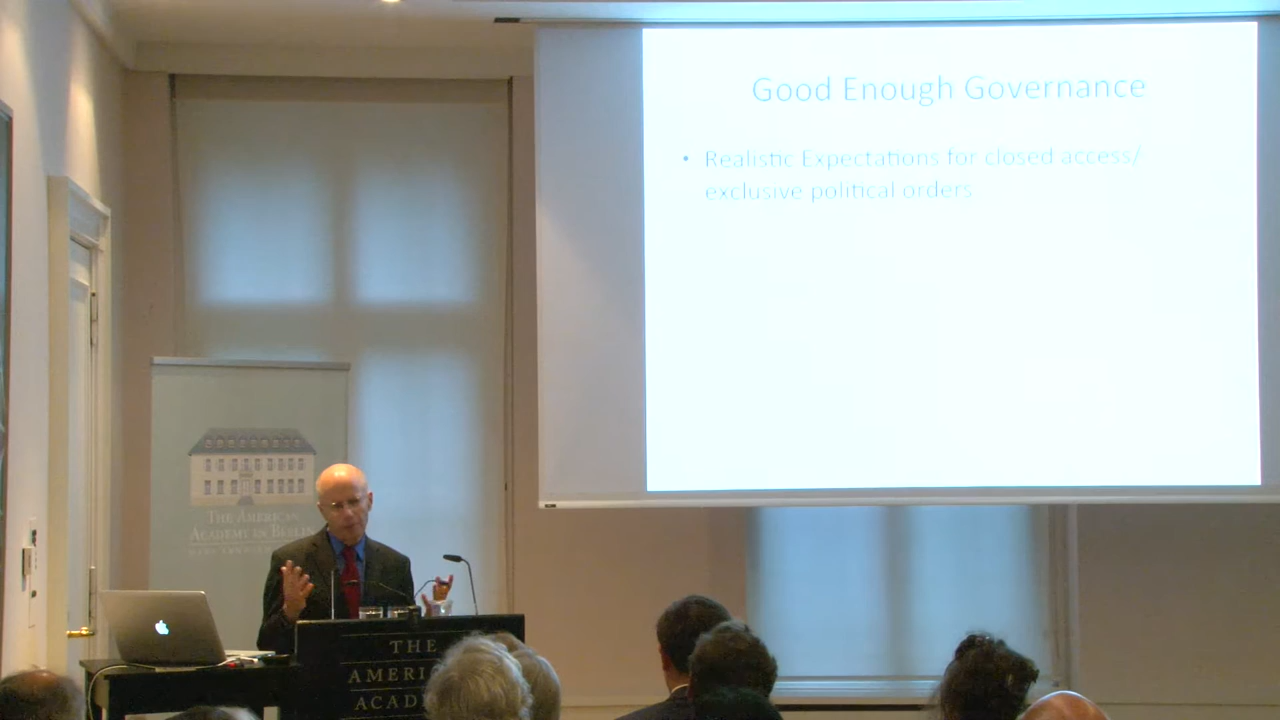 Good Enough Governance
• Realistic Expectations for closed access/
exclusive political orders
THE AMERICAN
ACADEMY IN BERLIN
THE
AMERI
ACAD